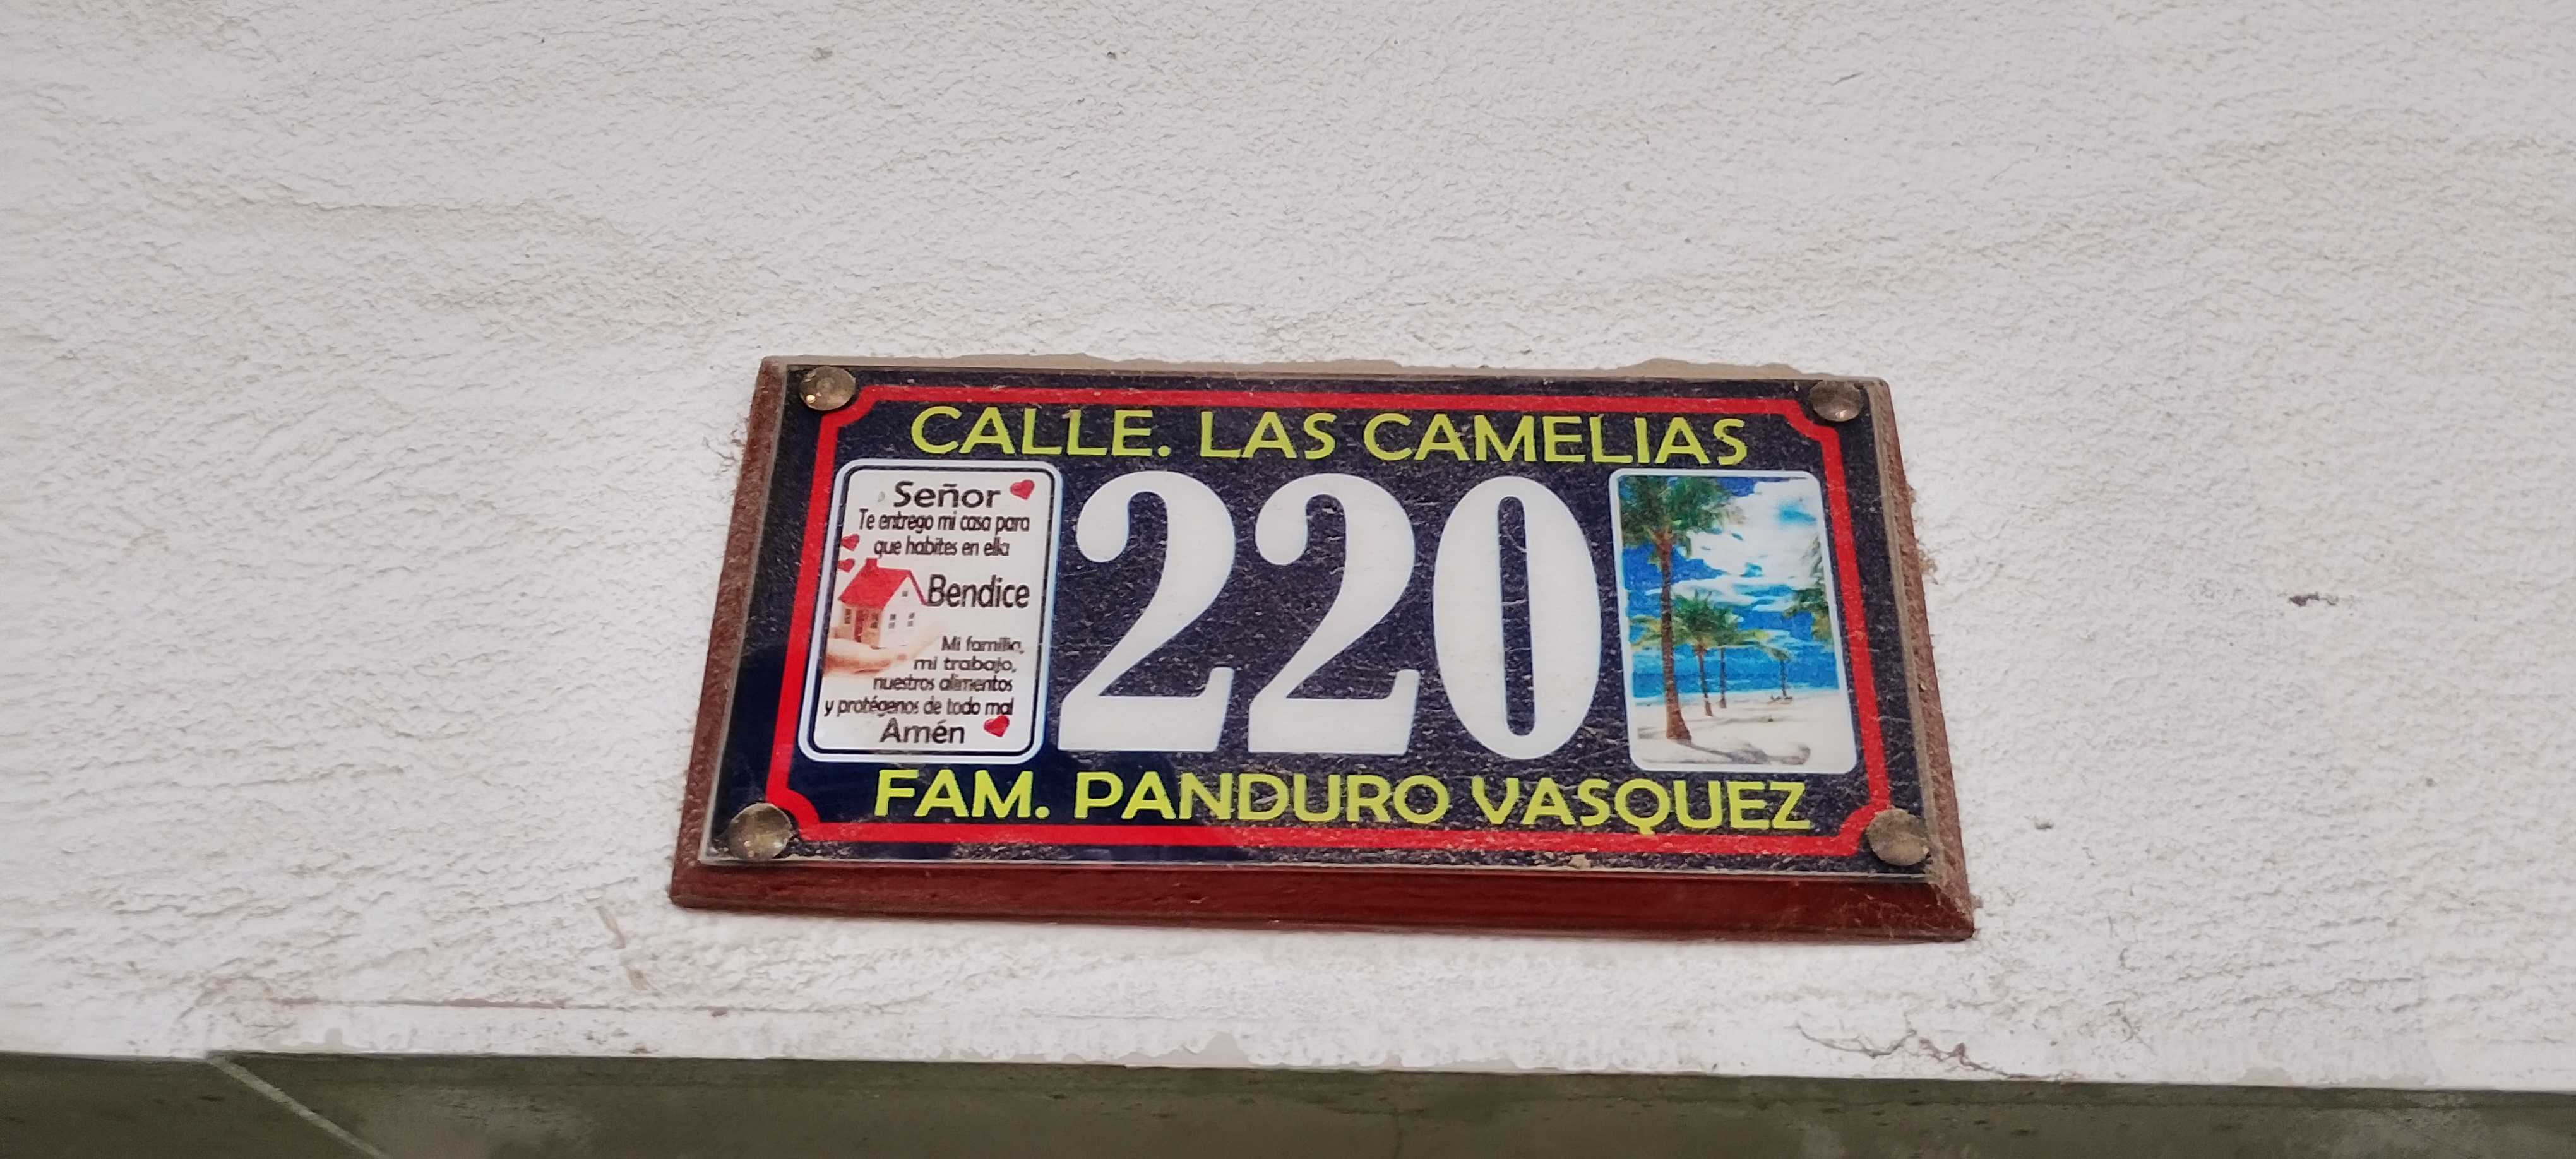 CALLE. LAS CAMELIAS
Señor
Te entrego mi casa para
que habites en ella
Bendice
Mi familia,
mi trabajo,
nuestros alimentos
y protégenos de todo mal
Amén
220
FAM. PANDURO VASQUEZ